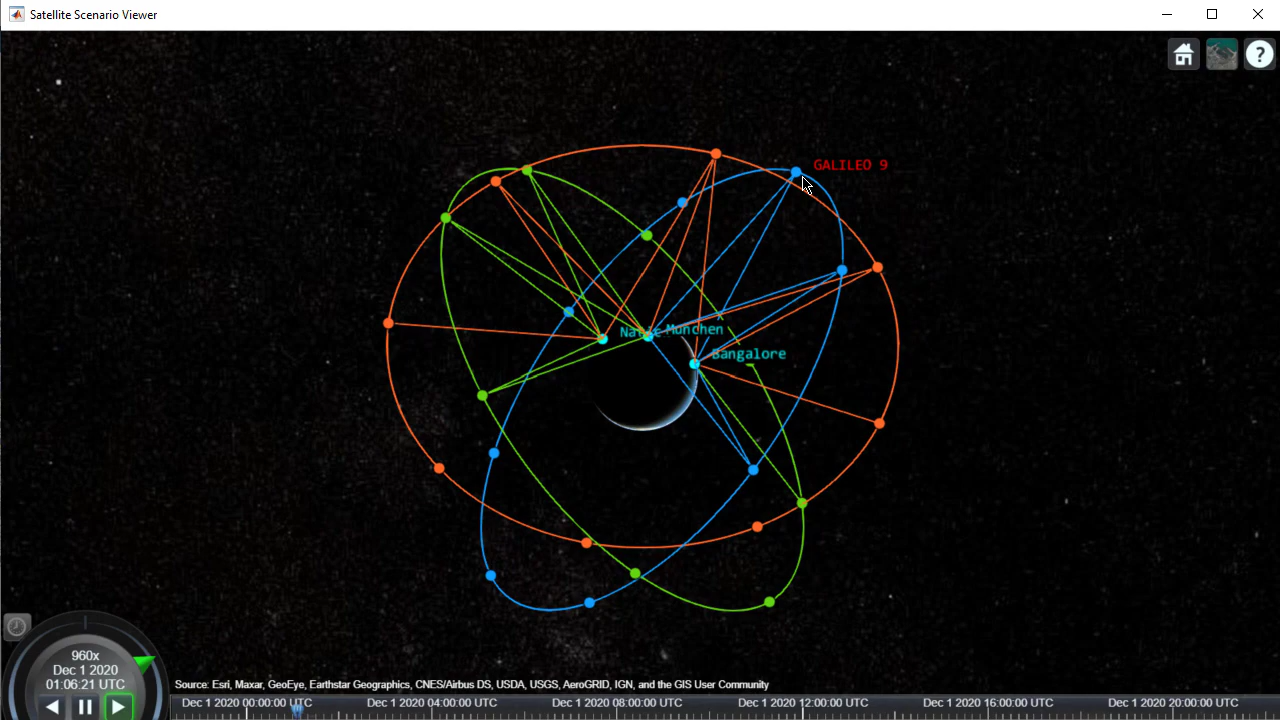 Satellite Scenario Viewer
?
GALILEO 9
München
Bangalore
960x
Dec 1 2020
01:06:21 UTC
Source: Esri, Maxar, GeoEye, Earthstar Geographics, CNES/Airbus DS, USDA, USGS, AeroGRID, IGN, and the GIS User Community
Dec 1 2020 00:00:00 UTC
Dec 1 2020 04:00:00 UTC
Dec 1 2020 08:00:00 UTC
Dec 1 2020 12:00:00 UTC
Dec 1 2020 16:00:00 UTC
Dec 1 2020 20:00:00 UTC